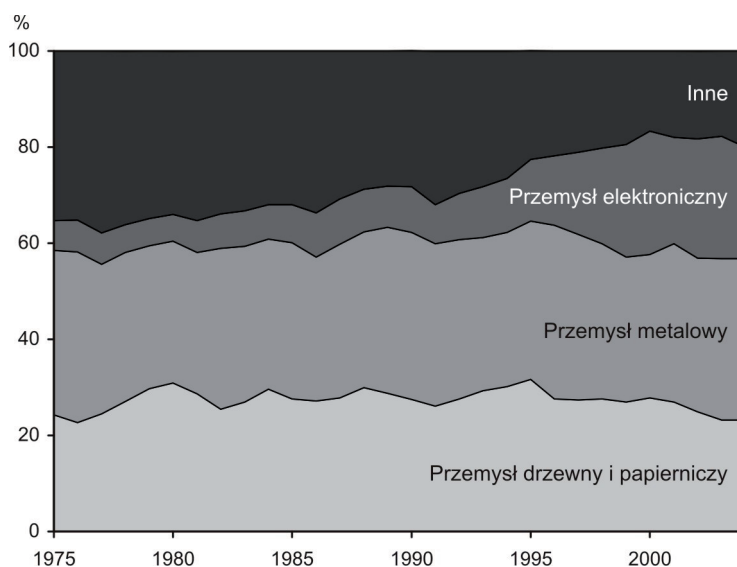 %
100
Inne
80
Przemysł elektroniczny
60
40
Przemysł metalowy
20
Przemysł drzewny i papierniczy
0
1975 1980 1985 1990 1995 2000